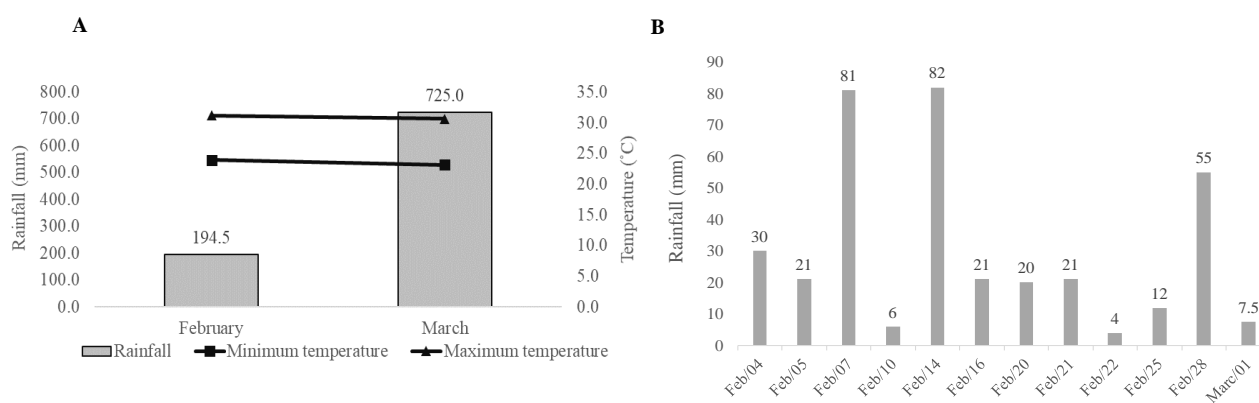 A
Rainfall (mm)
800.0
700.0
600.0
500.0
400.0
300.0
200.0
100.0
0.0
194.5
725.0
February
March
35.0
30.0
25.0
20.0
15.0
10.0
5.0
0.0
Temperature (˚C)
Rainfall
Minimum temperature
Maximum temperature
B
Rainfall (mm)
90
80
70
60
50
40
30
20
10
0
30
21
81
6
82
21
20
21
4
12
55
7.5
Feb/04
Feb/05
Feb/07
Feb/10
Feb/14
Feb/16
Feb/20
Feb/21
Feb/22
Feb/25
Feb/28
Marc/01